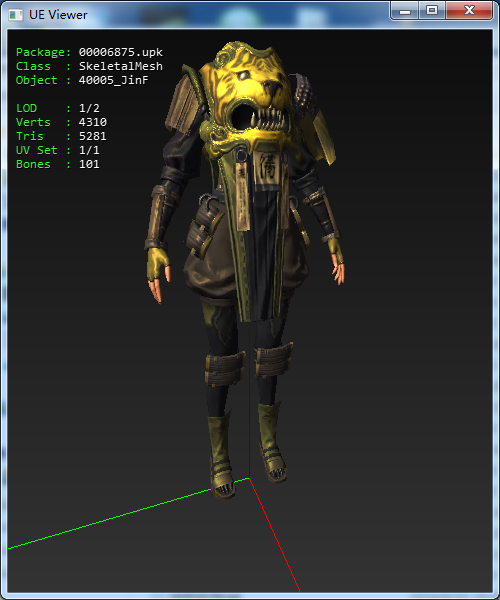 UE Viewer
Package: 00006875.upk
Class : SkeletalMesh
Object : 40005_JinF
LOD : 1/2
Verts : 4310
Tris : 5281
UV Set : 1/1
Bones : 101